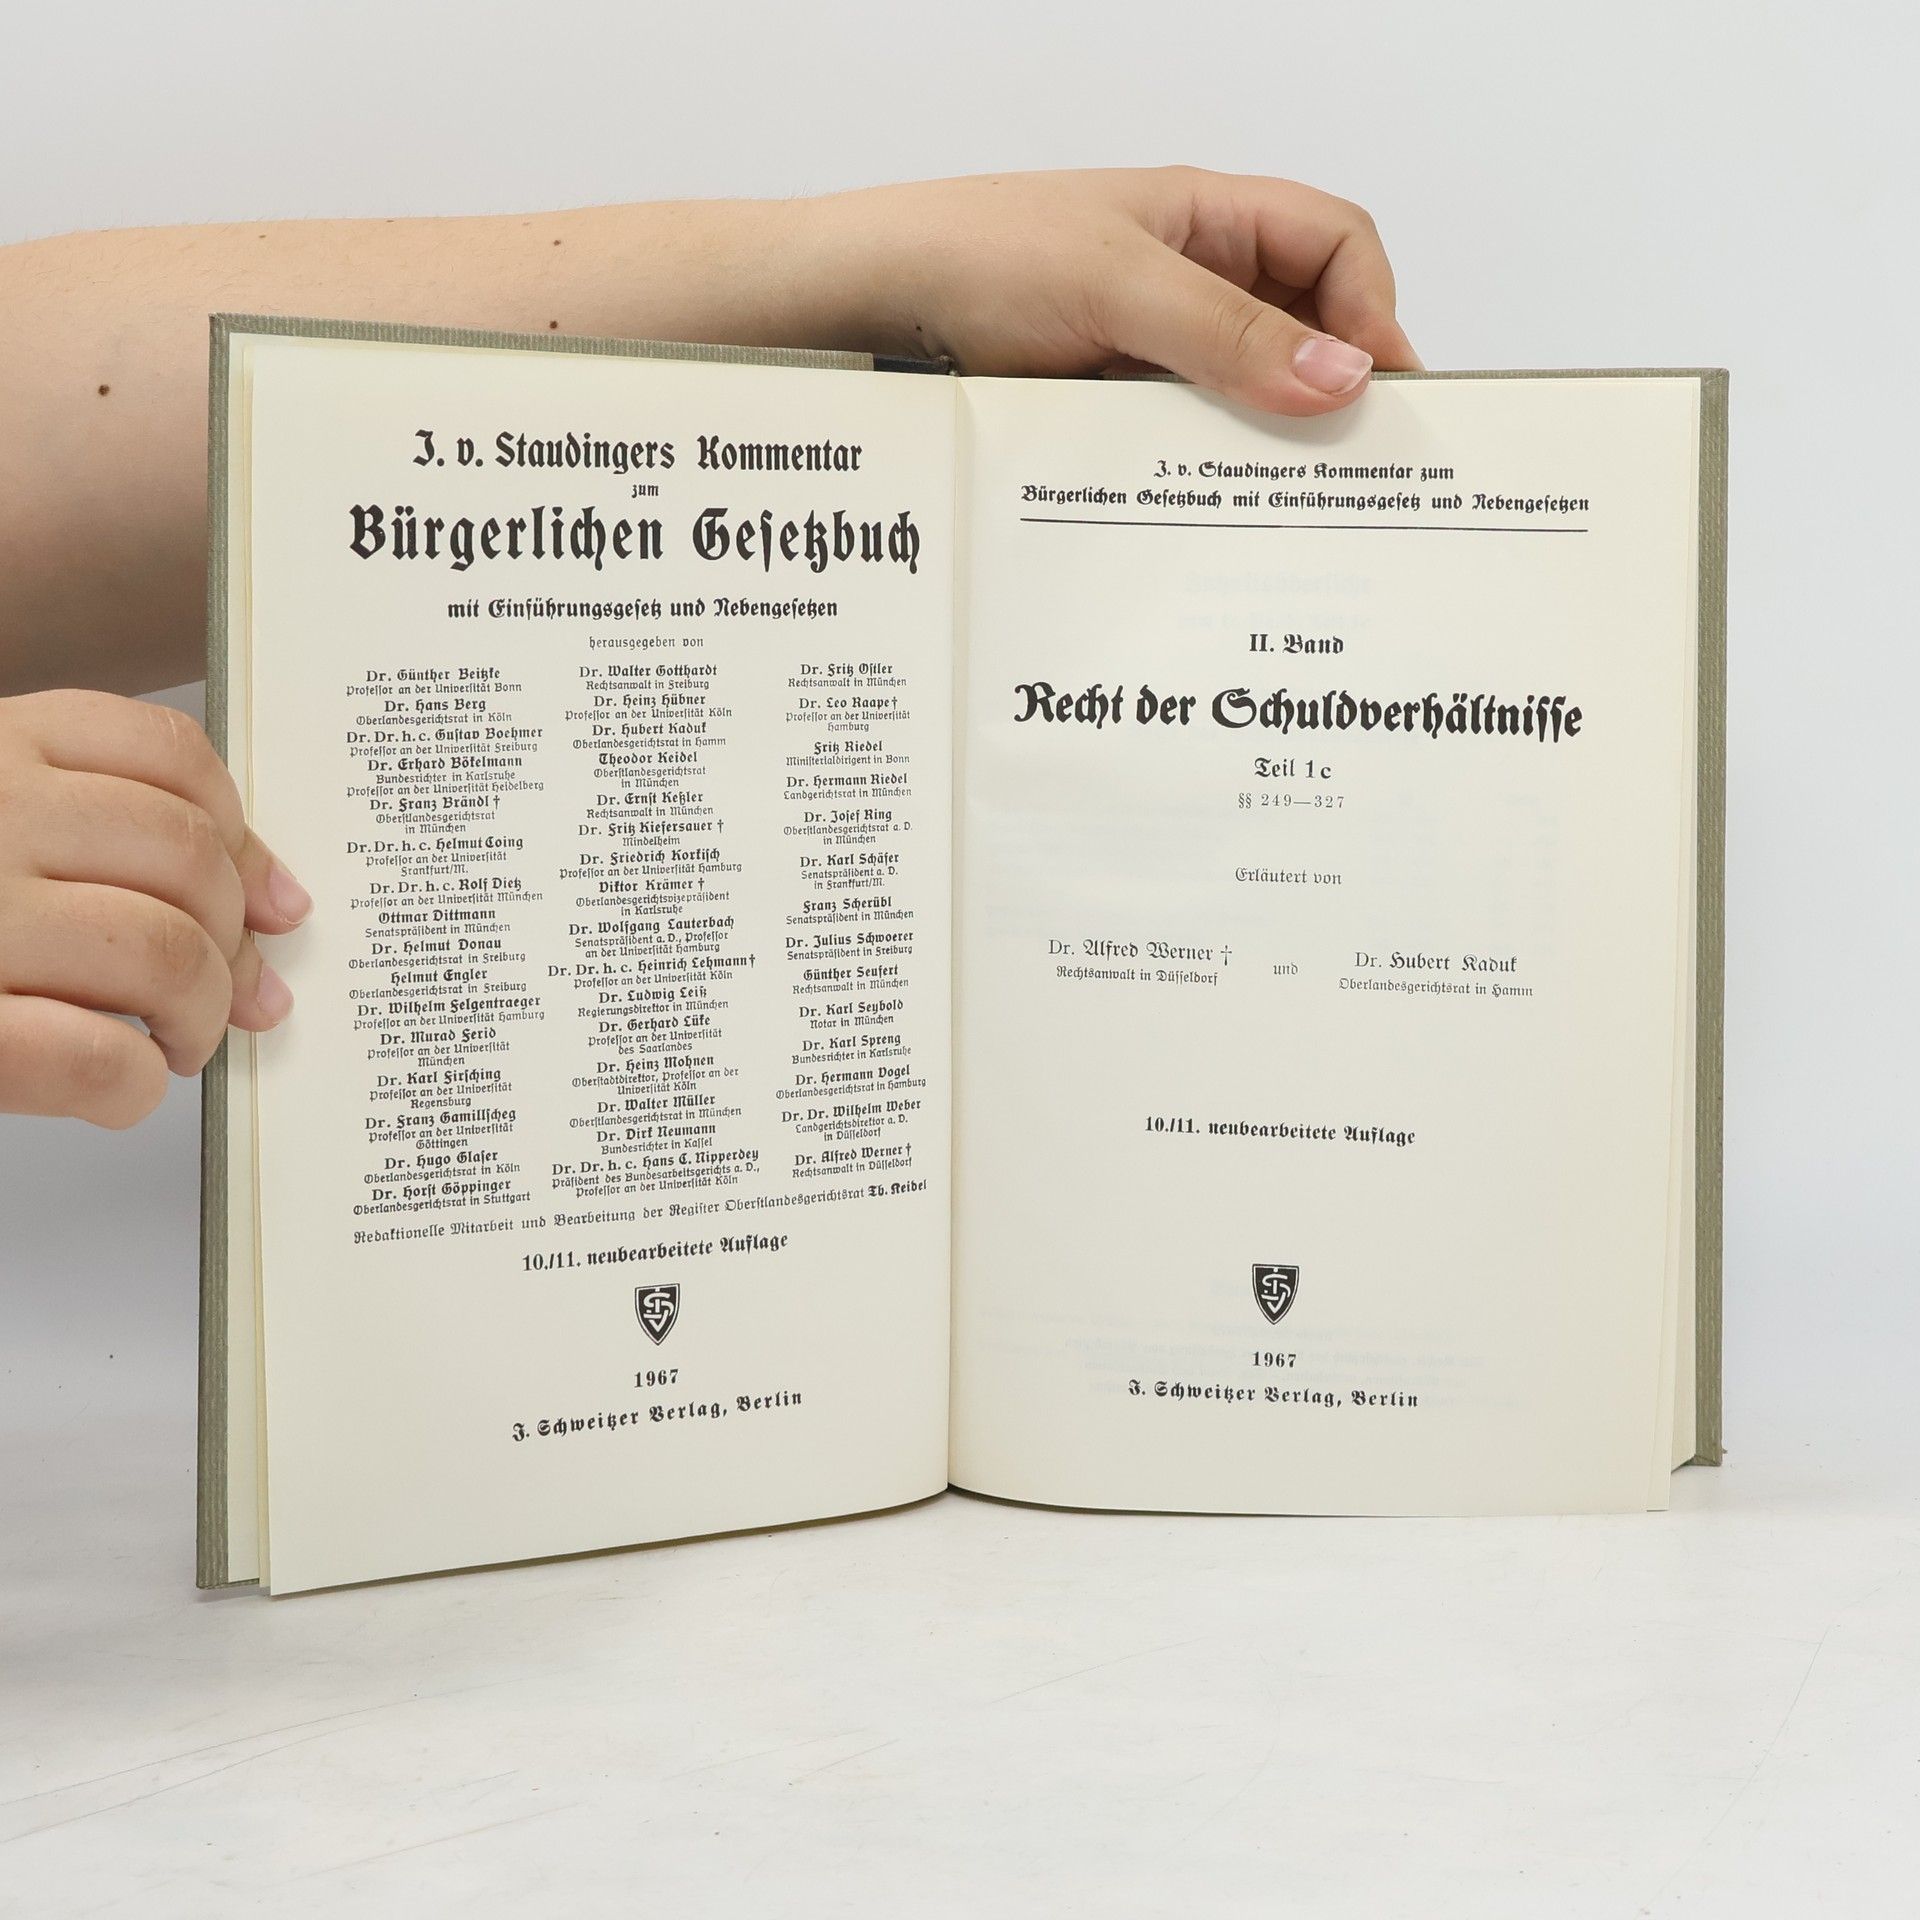 J. v. Staudingers Kommentar
zum
Bürgerlichen Gesetzbuch
mit Einführungsgesetz und Nebengesetzen
herausgegeben von
Dr. Günther Beitzke
Professor an der Universität Bonn
Dr. Hans Berg
Oberlandesgerichtsrat in Köln
Dr. Dr. h. c. Gustav Boehmer
Professor an der Universität Freiburg
Dr. Erhard Bökelmann
Bundesrichter in Karlsruhe
Professor an der Universität Heidelberg
Dr. Franz Brändl †
Oberstlandesgerichtsrat
in München
Dr. Dr. h. c. Helmut Coing
Professor an der Universität
Frankfurt/M.
Dr. Dr. h. c. Rolf Dietz
Professor an der Universität München
Ottmar Dittmann
Senatspräsident in München
Dr. Helmut Donau
Oberlandesgerichtsrat in Freiburg
Helmut Engler
Oberlandesgerichtsrat in Freiburg
Dr. Wilhelm Felgentraeger
Professor an der Universität Hamburg
Dr. Murad Ferid
Professor an der Universität
München
Dr. Karl Firsching
Professor an der Universität
Regensburg
Dr. Franz Gamillscheg
Professor an der Universität
Göttingen
Dr. Hugo Glaser
Oberlandesgerichtsrat in Köln
Dr. Horst Göppinger
Oberlandesgerichtsrat in Stuttgart
Dr. Walter Gotthardt
Rechtsanwalt in Freiburg
Dr. Heinz Hübner
Professor an der Universität Köln
Dr. Hubert Kaduk
Oberlandesgerichtsrat in Hamm
Theodor Keidel
Oberstlandesgerichtsrat
in München
Dr. Ernst Keßler
Rechtsanwalt in München
Dr. Fritz Kiefersauer †
Mindelheim
Dr. Friedrich Korkisch
Professor an der Universität Hamburg
Viktor Krämer †
Oberlandesgerichtsvizepräsident
in Karlsruhe
Dr. Wolfgang Lauterbach
Senatspräsident a. D., Professor
an der Universität Hamburg
Dr. Dr. h. c. Heinrich Lehmann †
Professor an der Universität Köln
Dr. Ludwig Leiß
Regierungsdirektor in München
Dr. Gerhard Lüke
Professor an der Universität
des Saarlandes
Dr. Heinz Mohnen
Oberstadtdirektor, Professor an der
Universität Köln
Dr. Walter Müller
Oberstlandesgerichtsrat in München
Dr. Dirk Neumann
Bundesrichter in Kassel
Dr. Dr. h. c. Hans C. Nipperdey
Präsident des Bundesarbeitsgerichts a. D.,
Professor an der Universität Köln
Dr. Fritz Ostler
Rechtsanwalt in München
Dr. Leo Raape †
Professor an der Universität
Hamburg
Fritz Riedel
Ministerialdirigent in Bonn
Dr. Hermann Riedel
Landgerichtsrat in München
Dr. Josef Ring
Oberstlandesgerichtsrat a. D.
in München
Dr. Karl Schäfer
Senatspräsident a. D.
in Frankfurt/M.
Franz Scherübl
Senatspräsident in München
Dr. Julius Schwoerer
Senatspräsident in Freiburg
Günther Seufert
Rechtsanwalt in München
Dr. Karl Seybold
Notar in München
Dr. Karl Spreng
Bundesrichter in Karlsruhe
Dr. Hermann Vogel
Oberlandesgerichtsrat in Hamburg
Dr. Dr. Wilhelm Weber
Landgerichtsdirektor a. D.
in Düsseldorf
Dr. Alfred Werner †
Rechtsanwalt in Düsseldorf
Redaktionelle Mitarbeit und Bearbeitung der Register Oberstlandesgerichtsrat Th. Keidel
10./11. neubearbeitete Auflage
1967
J. Schweitzer Verlag, Berlin
J. v. Staudingers Kommentar zum
Bürgerlichen Gesetzbuch mit Einführungsgesetz und Nebengesetzen
II. Band
Recht der Schuldverhältnisse
Teil 1 c
§§ 249—327
Erläutert von
Dr. Alfred Werner † und Dr. Hubert Kaduk
Rechtsanwalt in Düsseldorf Oberlandesgerichtsrat in Hamm
10./11. neubearbeitete Auflage
1967
J. Schweitzer Verlag, Berlin